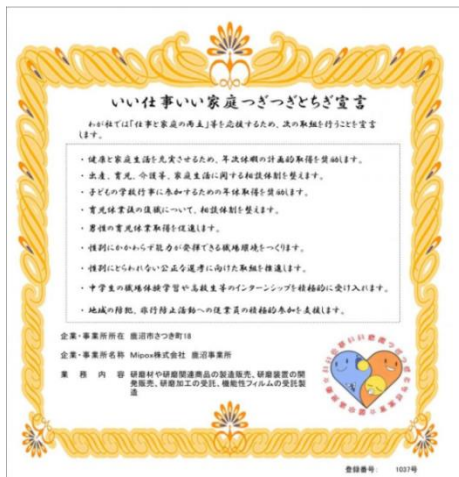 いい仕事いい家庭つぎつぎとちぎ宣言
わが社では「仕事と家庭の両立」等を応援するため、次の取組を行うことを宣言
します。
・健康と家庭生活を充実させるため、年次休暇の計画的取得を奨励します。
・出産、育児、介護等、家庭生活に関する相談体制を整えます。
・子どもの学校行事に参加するための年休取得を奨励します。
・育児休業後の復職について、相談体制を整えます。
・男性の育児休業取得を促進します。
・性別にかかわらず能力が発揮できる職場環境をつくります。
・性別にとらわれない公正な選考に向けた取組を推進します。
・中学生の職場体験学習や高校生等のインターンシップを積極的に受け入れます。
・地域の防犯、非行防止活動への従業員の積極的参加を支援します。
企業・事業所所在 鹿沼市さつき町18
企業・事業所名称 Mipox株式会社 鹿沼事業所
業務内容 研磨材や研磨関連商品の製造販売、研磨装置の開
発販売、研磨加工の受託、機能性フィルムの受託製
造
登録番号: 1037号